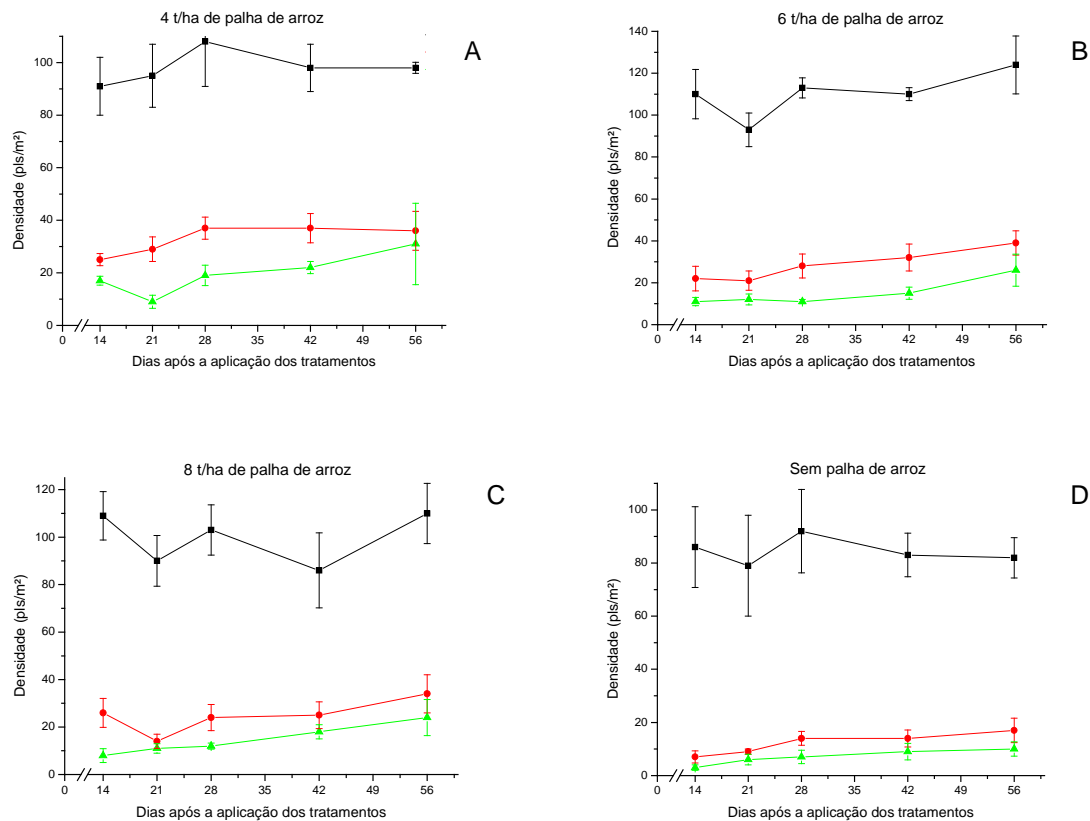 4 t/ha de palha de arroz
A
100
80
60
40
20
0
Densidade (pls/m²)
0 14 21 28 35 42 49 56
Dias após a aplicação dos tratamentos
6 t/ha de palha de arroz
B
140
120
100
80
60
40
20
0
Densidade (pls/m²)
0 14 21 28 35 42 49 56
Dias após a aplicação dos tratamentos
8 t/ha de palha de arroz
C
120
100
80
60
40
20
0
Densidade (pls/m²)
0 14 21 28 35 42 49 56
Dias após a aplicação dos tratamentos
Sem palha de arroz
D
100
80
60
40
20
0
Densidade (pls/m²)
0 14 21 28 35 42 49 56
Dias após a aplicação dos tratamentos